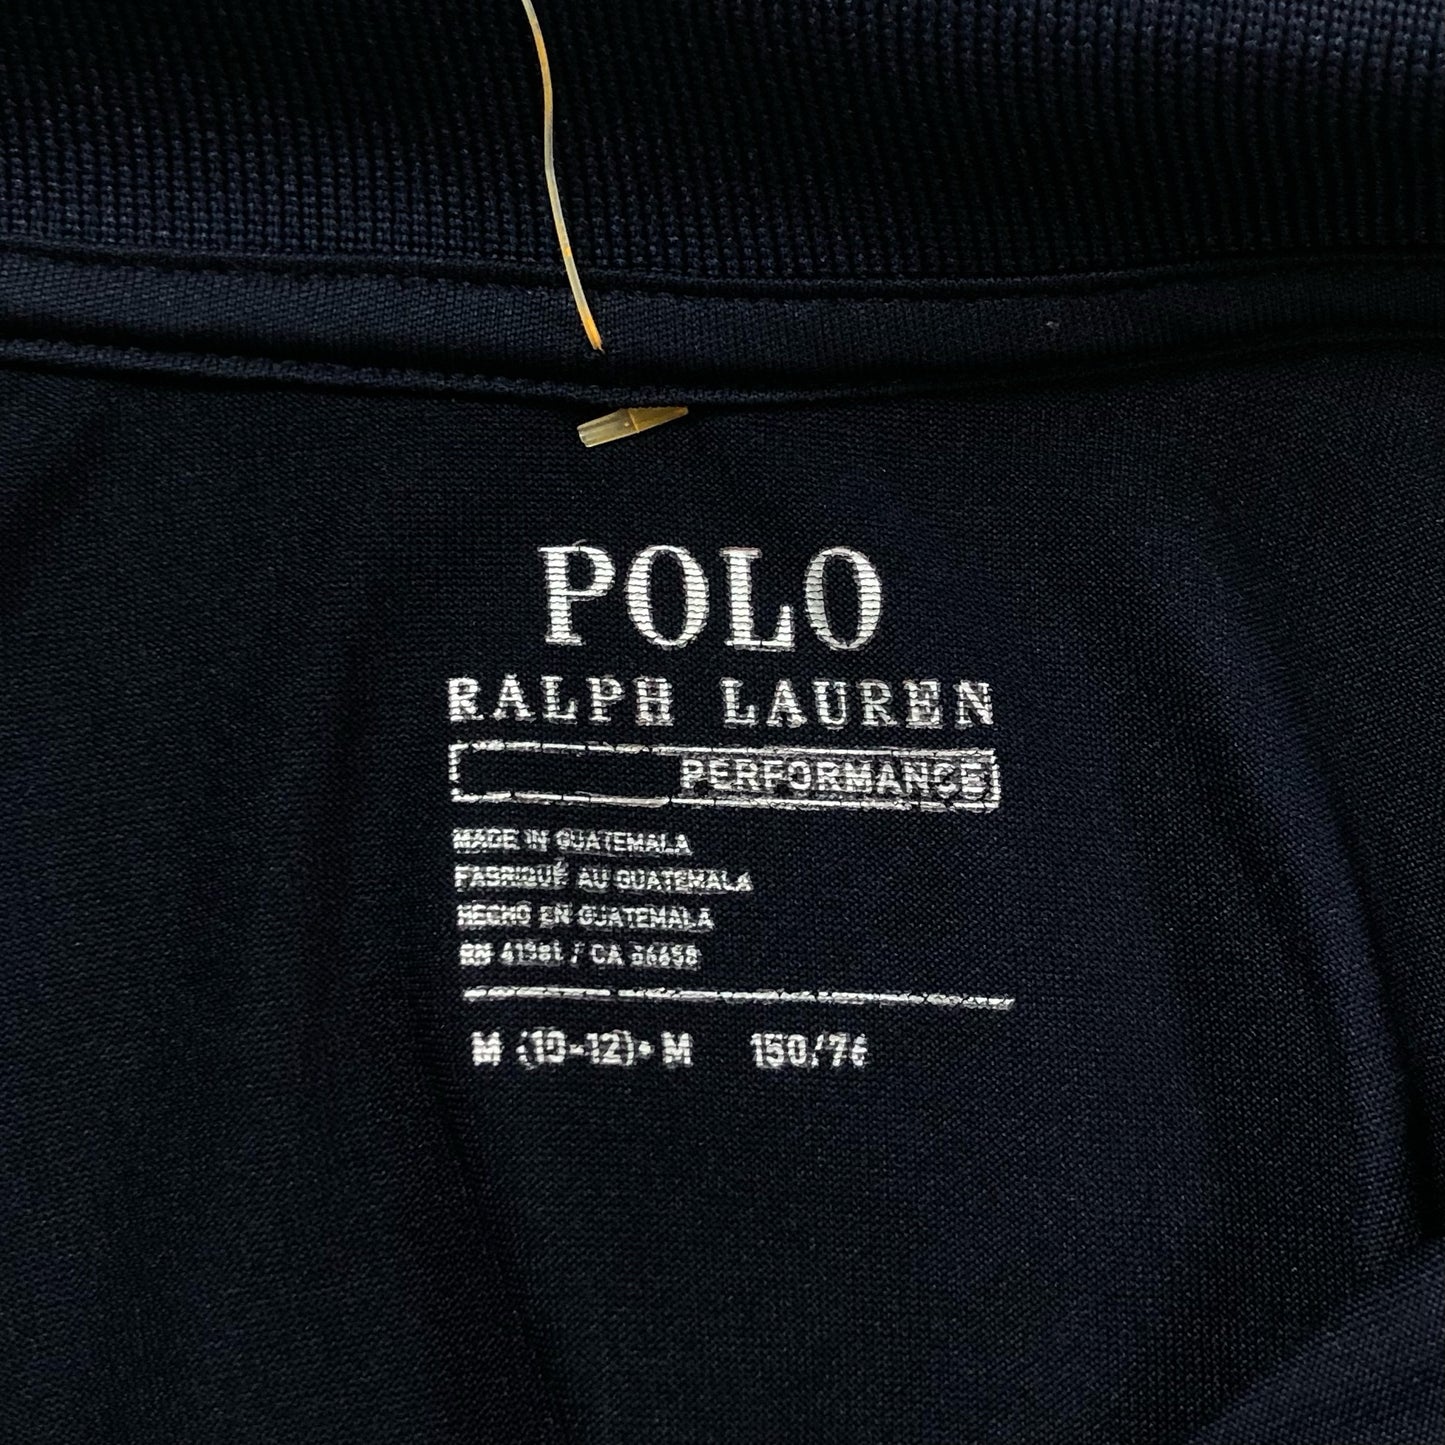 POLO
RALPH LAUREN
PERFORMANCE
MADE IN GUATEMALA
FABRIQUÉ AU GUATEMALA
HECHO EN GUATEMALA
RN 41381 / CA 36658
M (10-12)• M 150/76